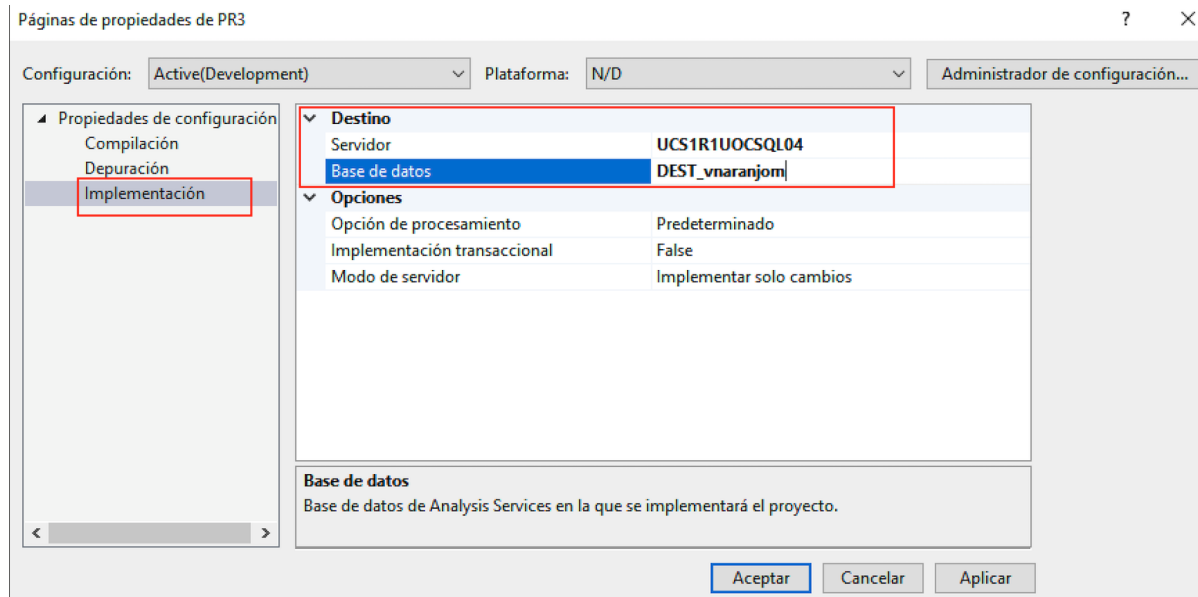 Páginas de propiedades de PR3 ? ×
Configuración: Active(Development) Plataforma: N/D Administrador de configuración...
Propiedades de configuración
Compilación
Depuración
Implementación
Destino
Servidor UCS1R1UOCSQL04
Base de datos DEST_vnaranjom
Opciones
Opción de procesamiento Predeterminado
Implementación transaccional False
Modo de servidor Implementar solo cambios
Base de datos
Base de datos de Analysis Services en la que se implementará el proyecto.
Aceptar Cancelar Aplicar